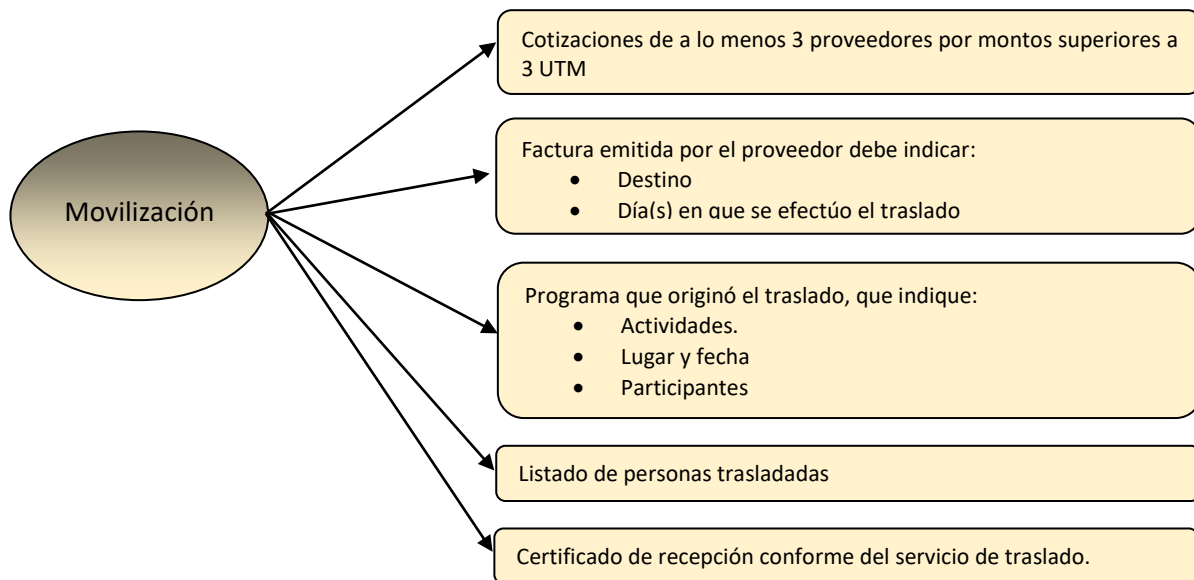 Cotizaciones de a lo menos 3 proveedores por montos superiores a
3 UTM
Factura emitida por el proveedor debe indicar:
• Destino
• Día(s) en que se efectúo el traslado
Movilización
Programa que originó el traslado, que indique:
• Actividades.
• Lugar y fecha
• Participantes
Listado de personas trasladadas
Certificado de recepción conforme del servicio de traslado.